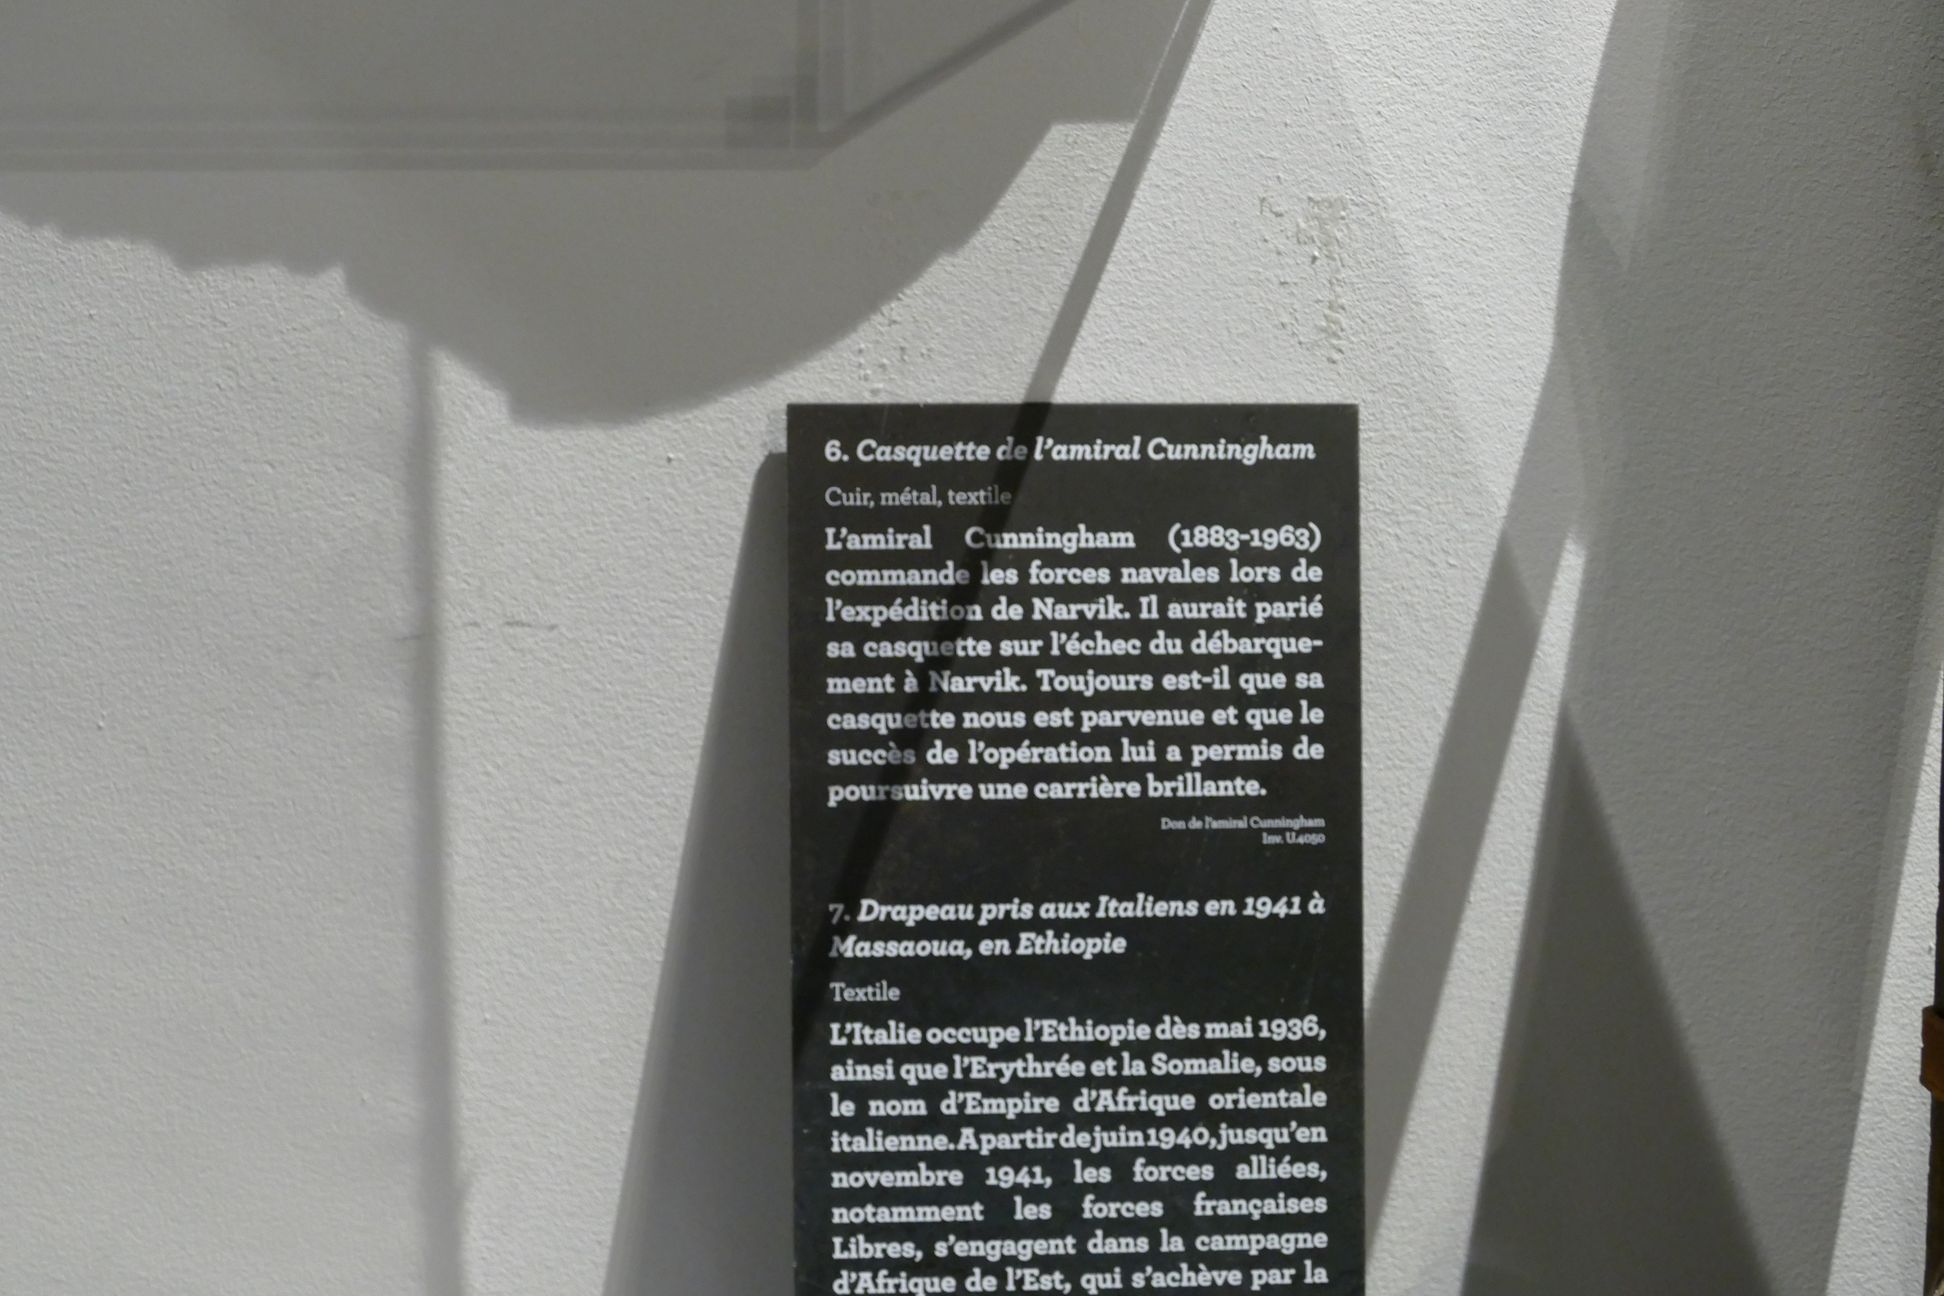 6. Casquette de l'amiral Cunningham
Cuir, métal, textile
L'amiral Cunningham (1883-1963)
commande les forces navales lors de
l'expédition de Narvik. Il aurait parié
sa casquette sur l'échec du débarque-
ment à Narvik. Toujours est-il que sa
casquette nous est parvenue et que le
succès de l'opération lui a permis de
poursuivre une carrière brillante.
Don de l'amiral Cunningham
Inv. U.4050
7. Drapeau pris aux Italiens en 1941 à
Massaoua, en Ethiopie
Textile
L'Italie occupe l'Ethiopie dès mai 1936,
ainsi que l'Erythrée et la Somalie, sous
le nom d'Empire d'Afrique orientale
italienne. A partir de juin 1940, jusqu'en
novembre 1941, les forces alliées,
notamment les forces françaises
Libres, s'engagent dans la campagne
d'Afrique de l'Est, qui s'achève par la